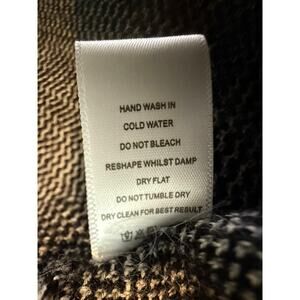 HAND WASH IN
COLD WATER
DO NOT BLEACH
RESHAPE WHILST DAMP
DRY FLAT
DO NOT TUMBLE DRY
DRY CLEAN FOR BEST RESULT